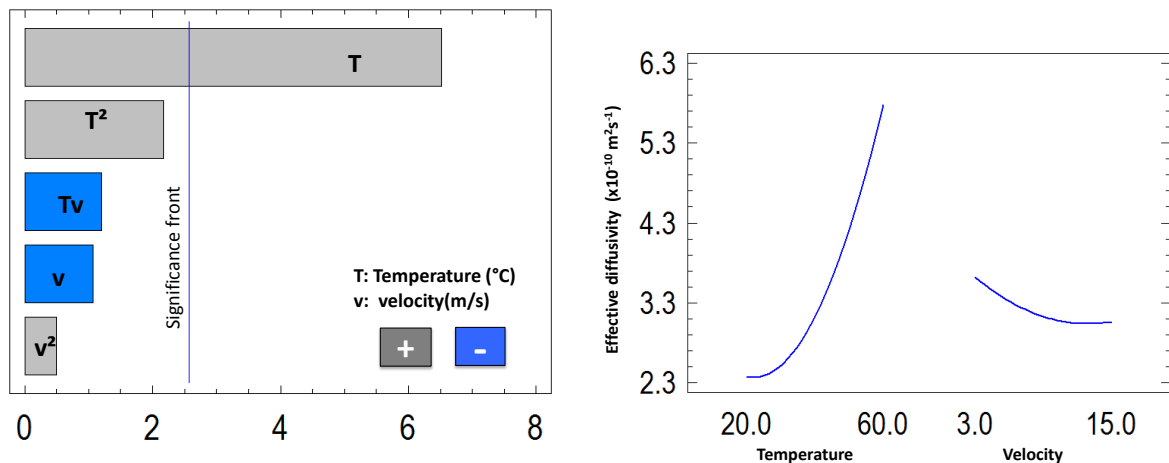 T
T²
Tv
v
v²
Significance front
T: Temperature (°C)
v: velocity(m/s)
+ -
0 2 4 6 8
Effective diffusivity (x10⁻¹⁰ m²s⁻¹)
6.3
5.3
4.3
3.3
2.3
20.0 60.0 3.0 15.0
Temperature Velocity